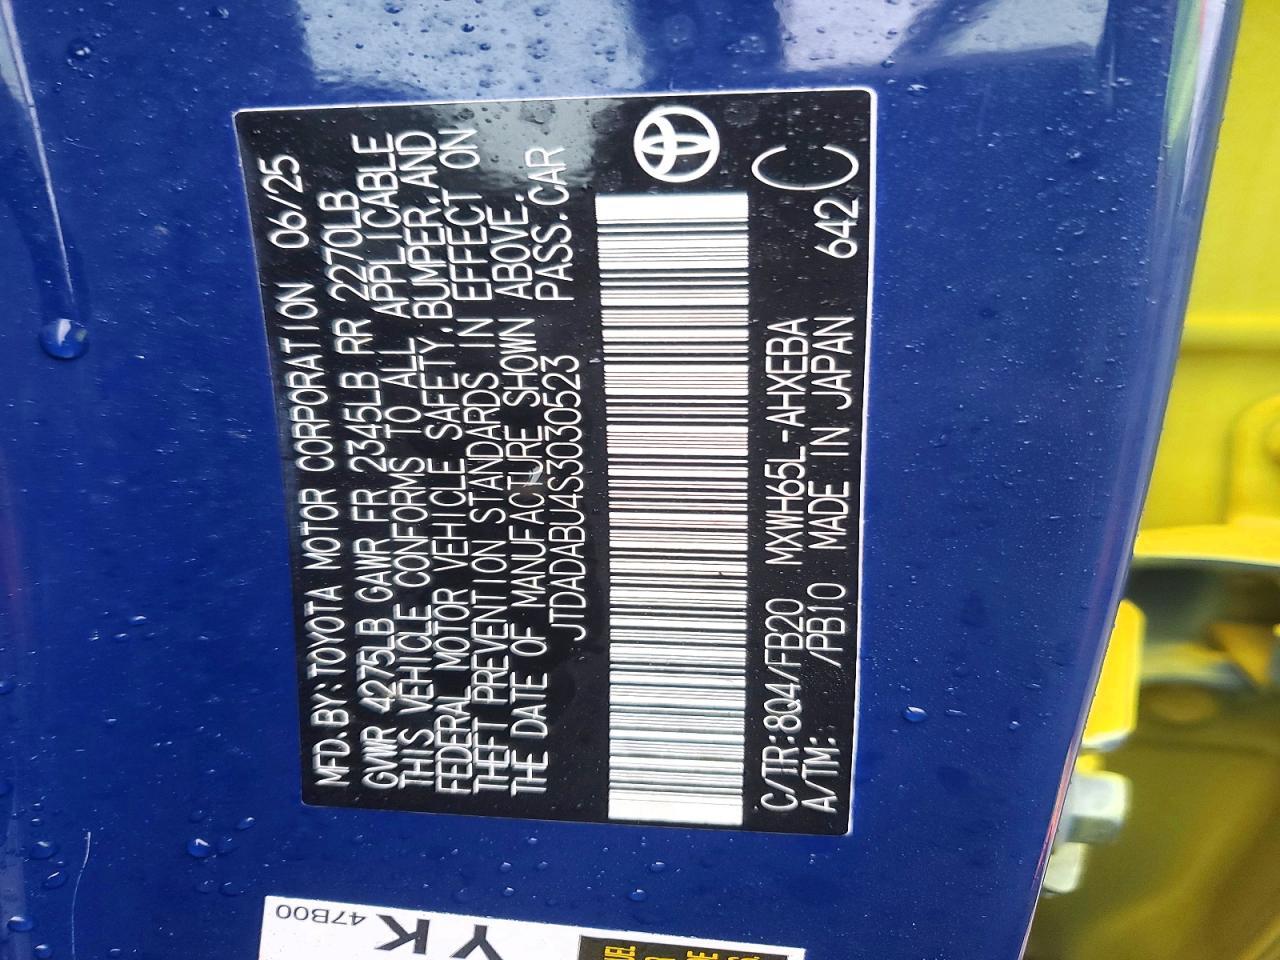 MFD.BY:TOYOTA MOTOR CORPORATION 06/25
GVWR 4275LB GAWR FR 2345LB RR 2270LB
THIS VEHICLE CONFORMS TO ALL APPLICABLE
FEDERAL MOTOR VEHICLE SAFETY,BUMPER,AND
THEFT PREVENTION STANDARDS IN EFFECT ON
THE DATE OF MANUFACTURE SHOWN ABOVE.
JTDADABU4S3030523 PASS.CAR
C/TR:8Q4/FB20 MXWH65L-AHXEBA
A/TM: /PB10 MADE IN JAPAN 642 C
47B00
YK